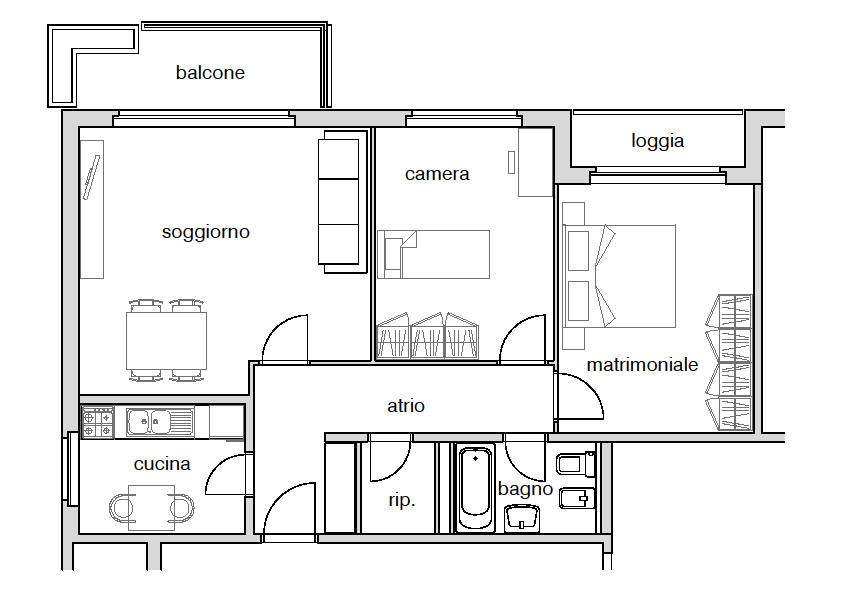 balcone
loggia
camera
soggiorno
matrimoniale
atrio
cucina
bagno
rip.